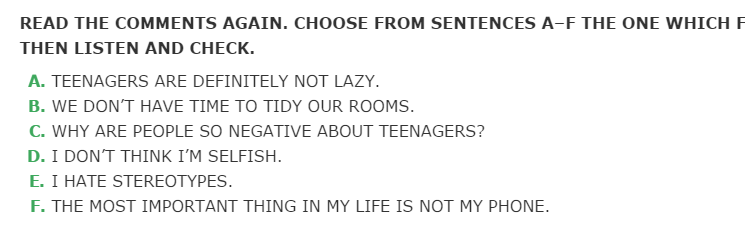 READ THE COMMENTS AGAIN. CHOOSE FROM SENTENCES A–F THE ONE WHICH F
THEN LISTEN AND CHECK.
A. TEENAGERS ARE DEFINITELY NOT LAZY.
B. WE DON’T HAVE TIME TO TIDY OUR ROOMS.
C. WHY ARE PEOPLE SO NEGATIVE ABOUT TEENAGERS?
D. I DON’T THINK I’M SELFISH.
E. I HATE STEREOTYPES.
F. THE MOST IMPORTANT THING IN MY LIFE IS NOT MY PHONE.